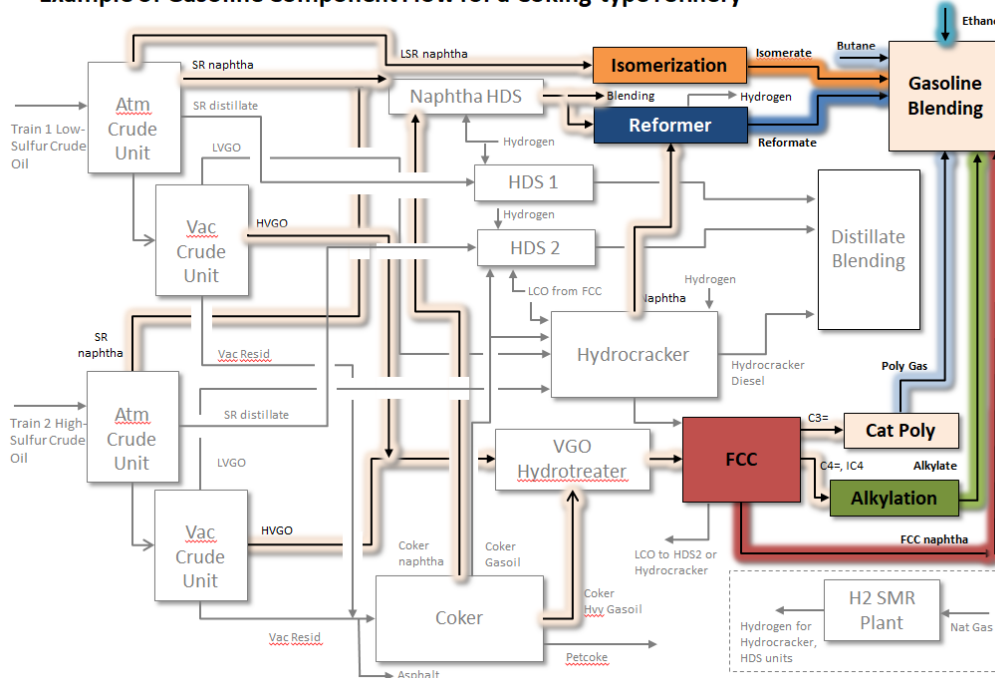 Example of Gasoline Component Flow for a Coking-type refinery
Ethanol
LSR naphtha
SR naphtha
Isomerization
Isomerate
Butane
Gasoline
Blending
Atm
Crude
Unit
Naphtha HDS
Blending
Hydrogen
SR distillate
Reformer
Train 1 Low-
Sulfur Crude
Oil
Hydrogen
Reformate
LVGO
HDS 1
Vac
Crude
Unit
HVGO
Hydrogen
HDS 2
Distillate
Blending
LCO from FCC
Naphtha
Hydrogen
SR
naphtha
Vac Resid
Hydrocracker
Hydrocracker
Diesel
Poly Gas
Train 2 High-
Sulfur Crude
Oil
Atm
Crude
Unit
SR distillate
C3=
Cat Poly
LVGO
VGO
Hydrotreater
FCC
C4=, IC4
Alkylate
Alkylation
Vac
Crude
Unit
HVGO
Coker
naphtha
Coker
Gasoil
FCC naphtha
LCO to HDS2 or
Hydrocracker
Coker
Hvy Gasoil
H2 SMR
Plant
Coker
Vac Resid
Hydrogen for
Hydrocracker,
HDS units
Nat Gas
Petcoke
Asphalt